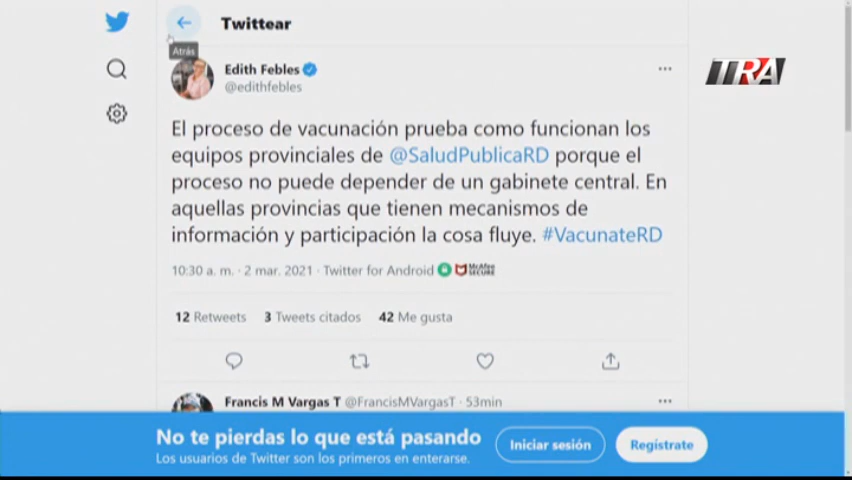 Twittear
TRA
Atrás
Edith Febles
@edithfebles
El proceso de vacunación prueba como funcionan los
equipos provinciales de @SaludPublicaRD porque el
proceso no puede depender de un gabinete central. En
aquellas provincias que tienen mecanismos de
información y participación la cosa fluye. #VacunateRD
10:30 a. m. · 2 mar. 2021 · Twitter for Android McAfee SECURE
12 Retweets 3 Tweets citados 42 Me gusta
Francis M Vargas T @FrancisMVargasT · 53min
No te pierdas lo que está pasando
Los usuarios de Twitter son los primeros en enterarse.
Iniciar sesión
Regístrate